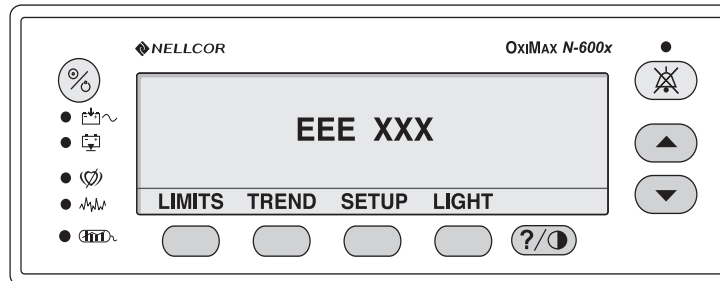 NELLCOR
OXIMAX N-600x
EEE XXX
LIMITS TREND SETUP LIGHT
?/